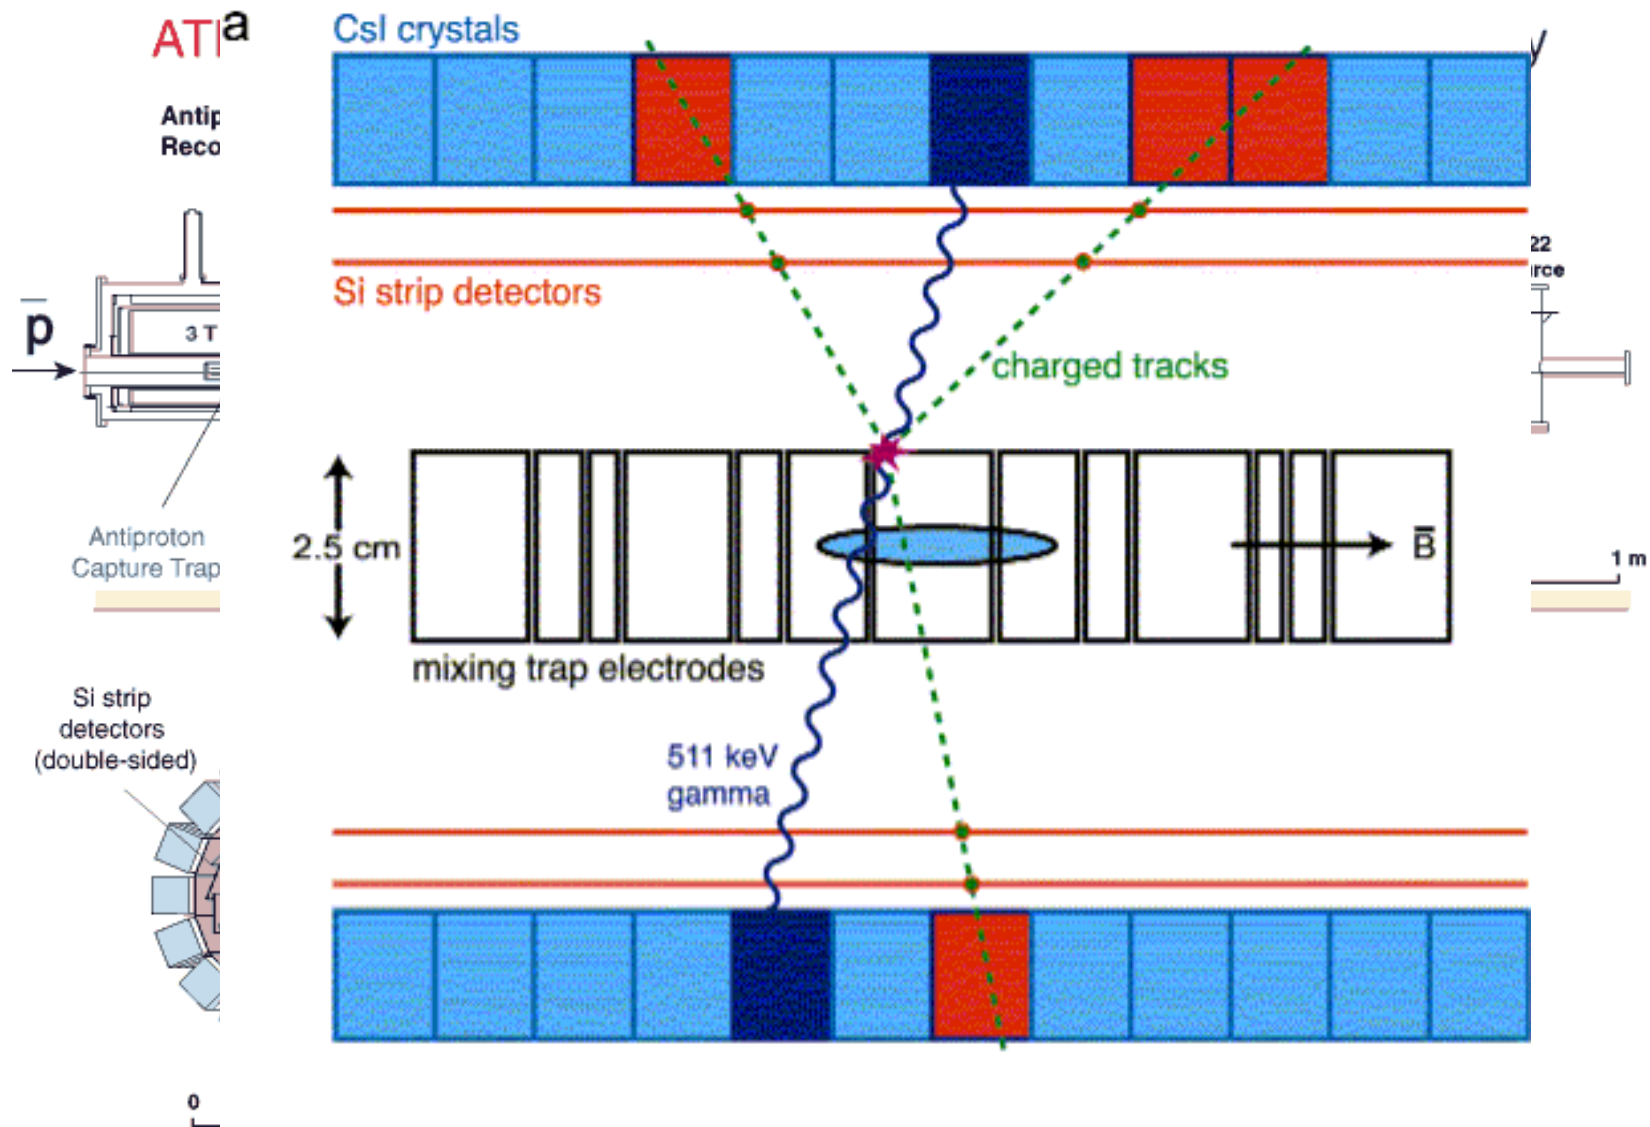 ATI
a
CsI crystals
Antip
Reco
22
rce
Si strip detectors
p
3 T
charged tracks
Antiproton
Capture Trap
2.5 cm
B
1 m
mixing trap electrodes
Si strip
detectors
(double-sided)
511 keV
gamma
0